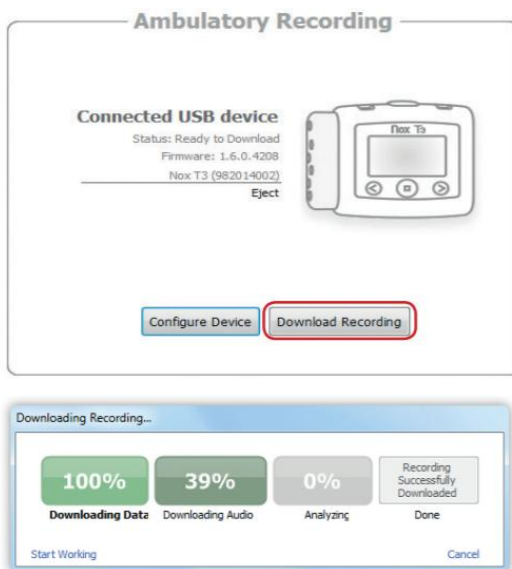 Ambulatory Recording
Connected USB device
Status: Ready to Download
Firmware: 1.6.0.4208
Nox T3 (982014002)
Eject
Nox T3
Configure Device
Download Recording
Downloading Recording...
100%
39%
0%
Recording
Successfully
Downloaded
Downloading Data
Downloading Audio
Analyzing
Done
Start Working
Cancel